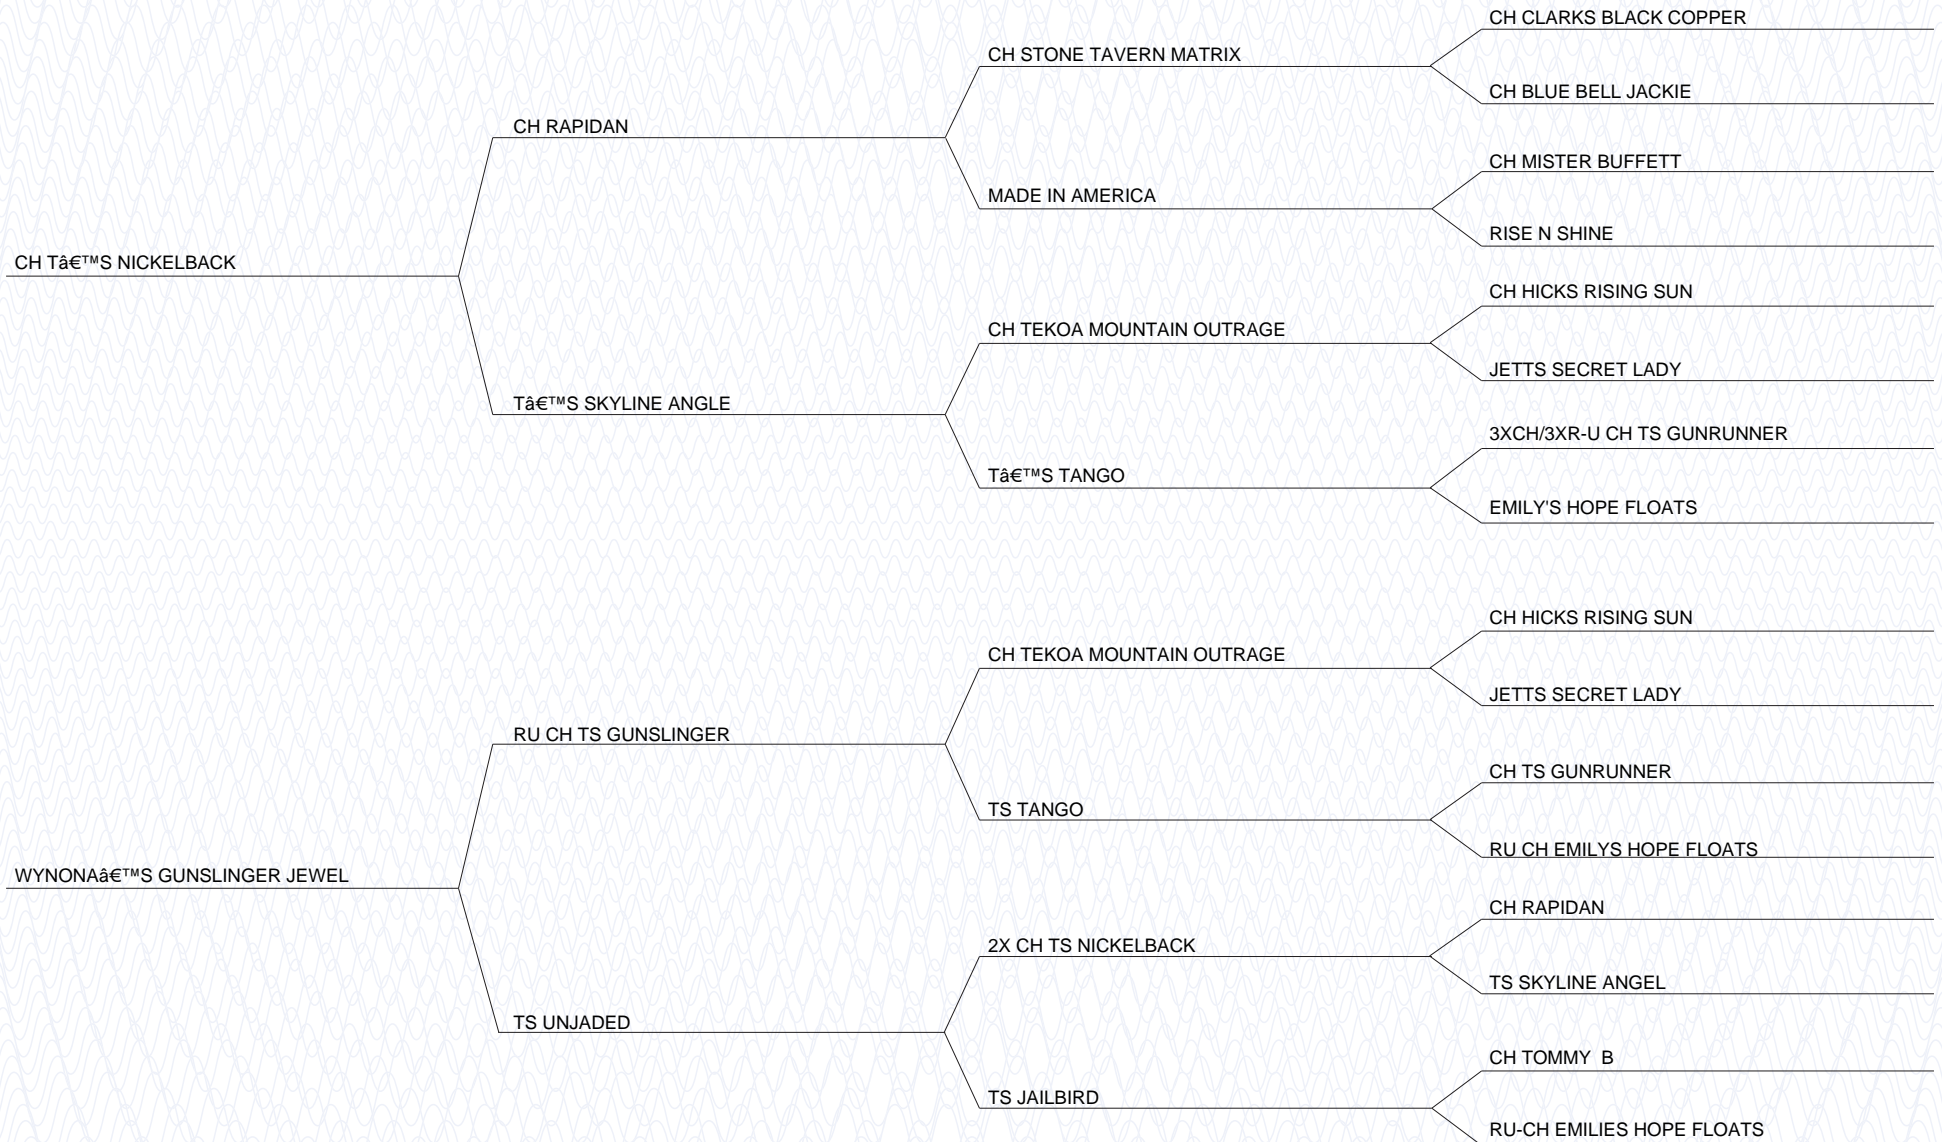 CH CLARKS BLACK COPPER
CH STONE TAVERN MATRIX
CH BLUE BELL JACKIE
CH RAPIDAN
CH MISTER BUFFETT
MADE IN AMERICA
RISE N SHINE
CH Tâ€™S NICKELBACK
CH HICKS RISING SUN
CH TEKOA MOUNTAIN OUTRAGE
JETTS SECRET LADY
Tâ€™S SKYLINE ANGLE
3XCH/3XR-U CH TS GUNRUNNER
Tâ€™S TANGO
EMILY'S HOPE FLOATS
CH HICKS RISING SUN
CH TEKOA MOUNTAIN OUTRAGE
JETTS SECRET LADY
RU CH TS GUNSLINGER
CH TS GUNRUNNER
TS TANGO
RU CH EMILYS HOPE FLOATS
WYNONAâ€™S GUNSLINGER JEWEL
CH RAPIDAN
2X CH TS NICKELBACK
TS SKYLINE ANGEL
TS UNJADED
CH TOMMY  B
TS JAILBIRD
RU-CH EMILIES HOPE FLOATS